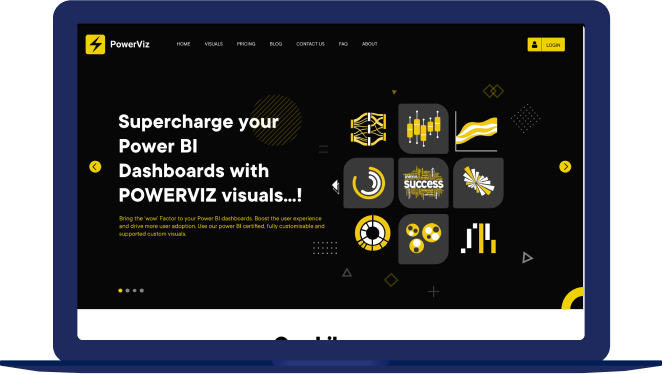 PowerViz
HOME VISUALS PRICING BLOG CONTACT US FAQ ABOUT
LOGIN
Supercharge your
Power BI
Dashboards with
POWERVIZ visuals...!
Bring the 'wow' Factor to your Power BI dashboards. Boost the user experience
and drive more user adoption. Use our power BI certified, fully customisable and
supported custom visuals.
success